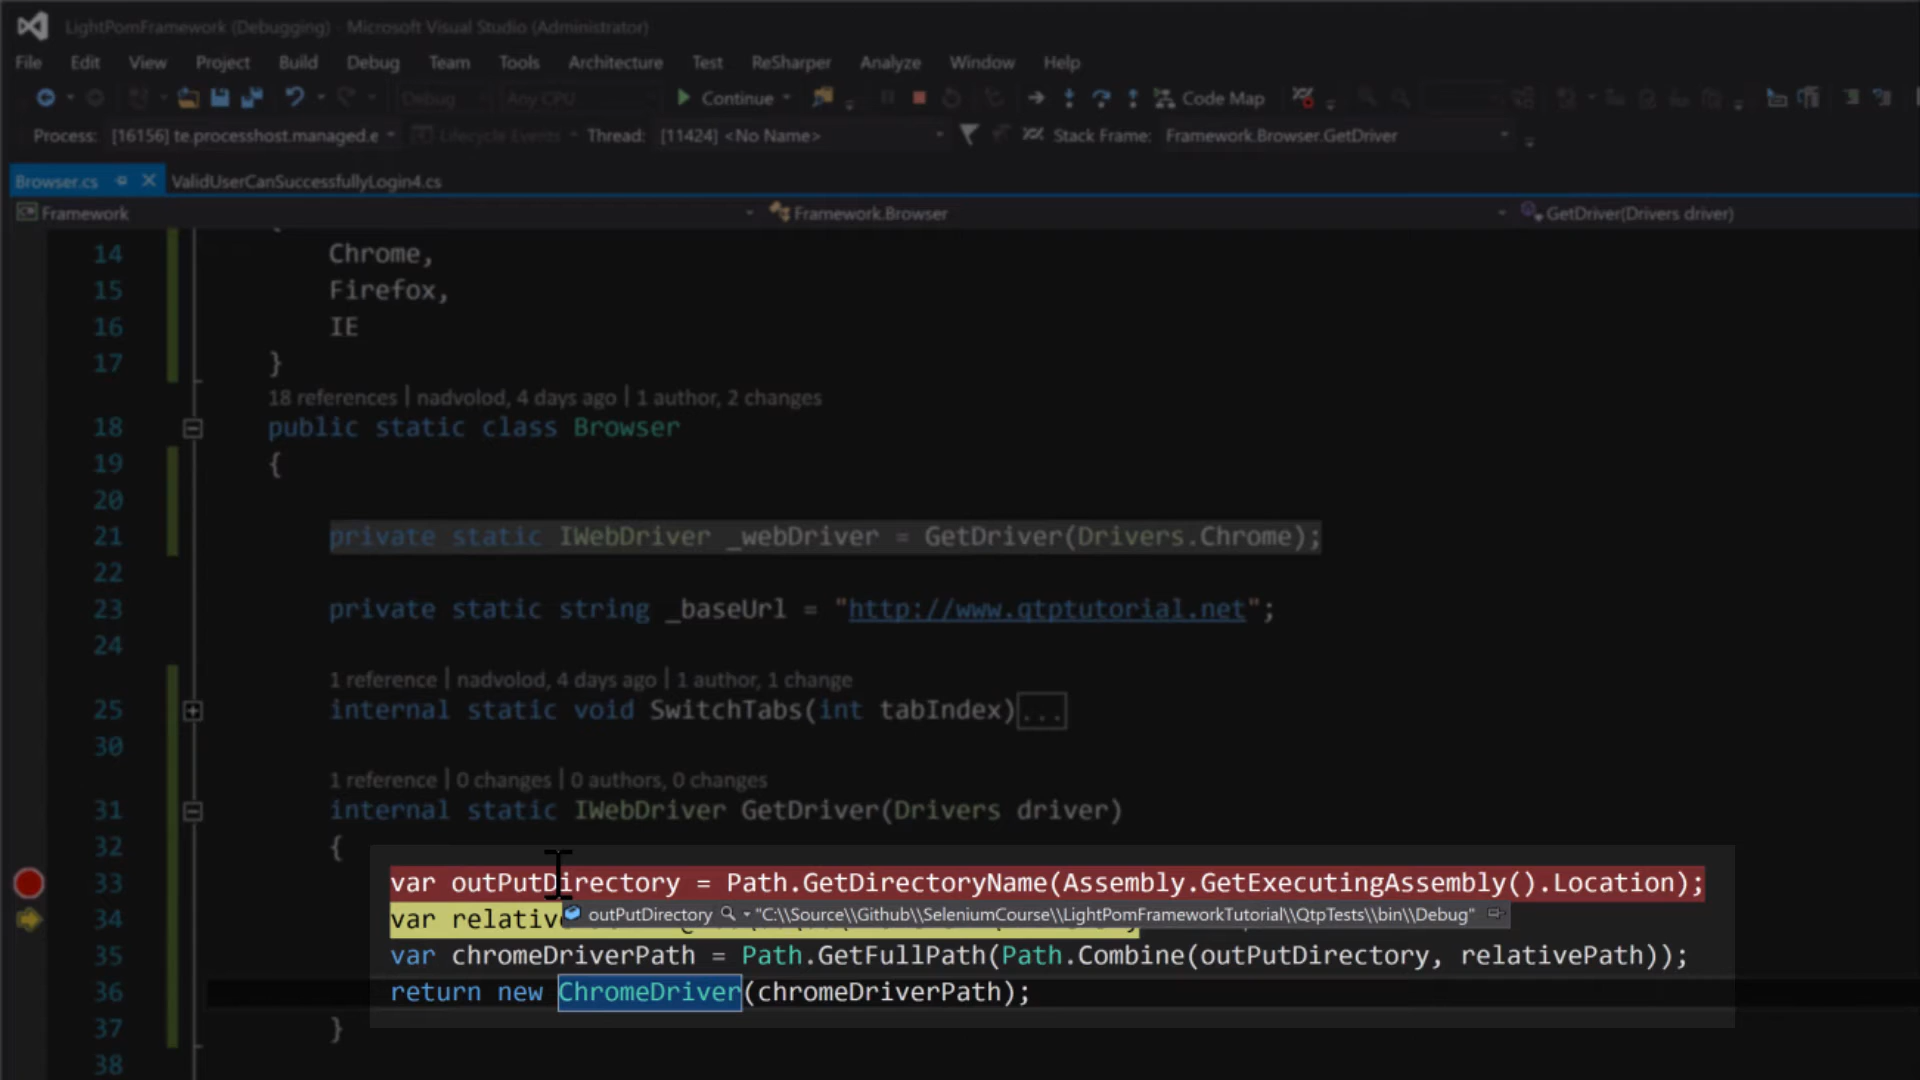 LightPomFramework (Debugging) - Microsoft Visual Studio (Administrator)
File Edit View Project Build Debug Team Tools Architecture Test ReSharper Analyze Window Help
Debug Any CPU Continue Code Map
Process: [16156] te.processhost.managed.e Lifecycle Events Thread: [11424] <No Name> Stack Frame: Framework.Browser.GetDriver
Browser.cs ValidUserCanSuccessfullyLogin4.cs
Framework Framework.Browser GetDriver(Drivers driver)
14 Chrome,
15 Firefox,
16 IE
17 }
18 references | nadvolod, 4 days ago | 1 author, 2 changes
18 public static class Browser
19 {
20
21 private static IWebDriver _webDriver = GetDriver(Drivers.Chrome);
22
23 private static string _baseUrl = "http://www.qtptutorial.net";
24
1 reference | nadvolod, 4 days ago | 1 author, 1 change
25 internal static void SwitchTabs(int tabIndex)...
30
1 reference | 0 changes | 0 authors, 0 changes
31 internal static IWebDriver GetDriver(Drivers driver)
32 {
33 var outPutDirectory = Path.GetDirectoryName(Assembly.GetExecutingAssembly().Location);
34 var relativ
outPutDirectory "C:\\Source\\Github\\SeleniumCourse\\LightPomFrameworkTutorial\\QtpTests\\bin\\Debug"
35 var chromeDriverPath = Path.GetFullPath(Path.Combine(outPutDirectory, relativePath));
36 return new ChromeDriver(chromeDriverPath);
37 }
38